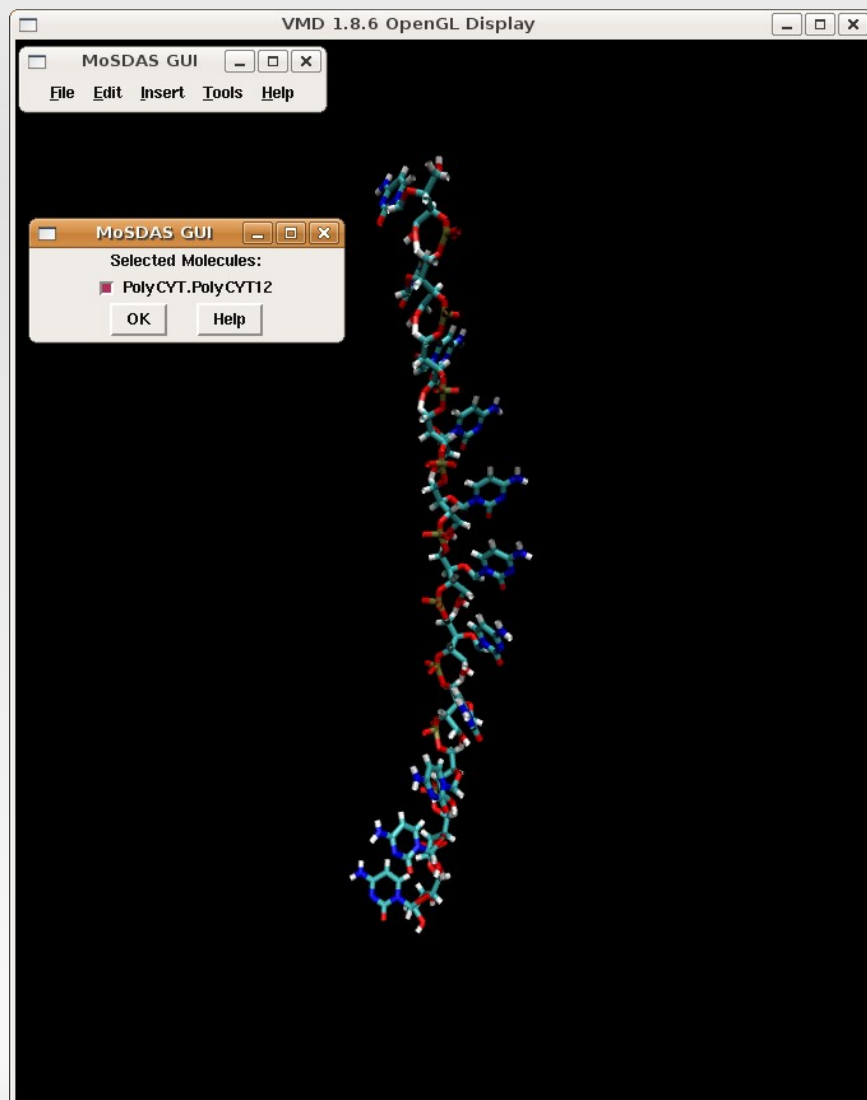 VMD 1.8.6 OpenGL Display
MoSDAS GUI
File Edit Insert Tools Help
MoSDAS GUI
Selected Molecules:
PolyCYT.PolyCYT12
OK Help